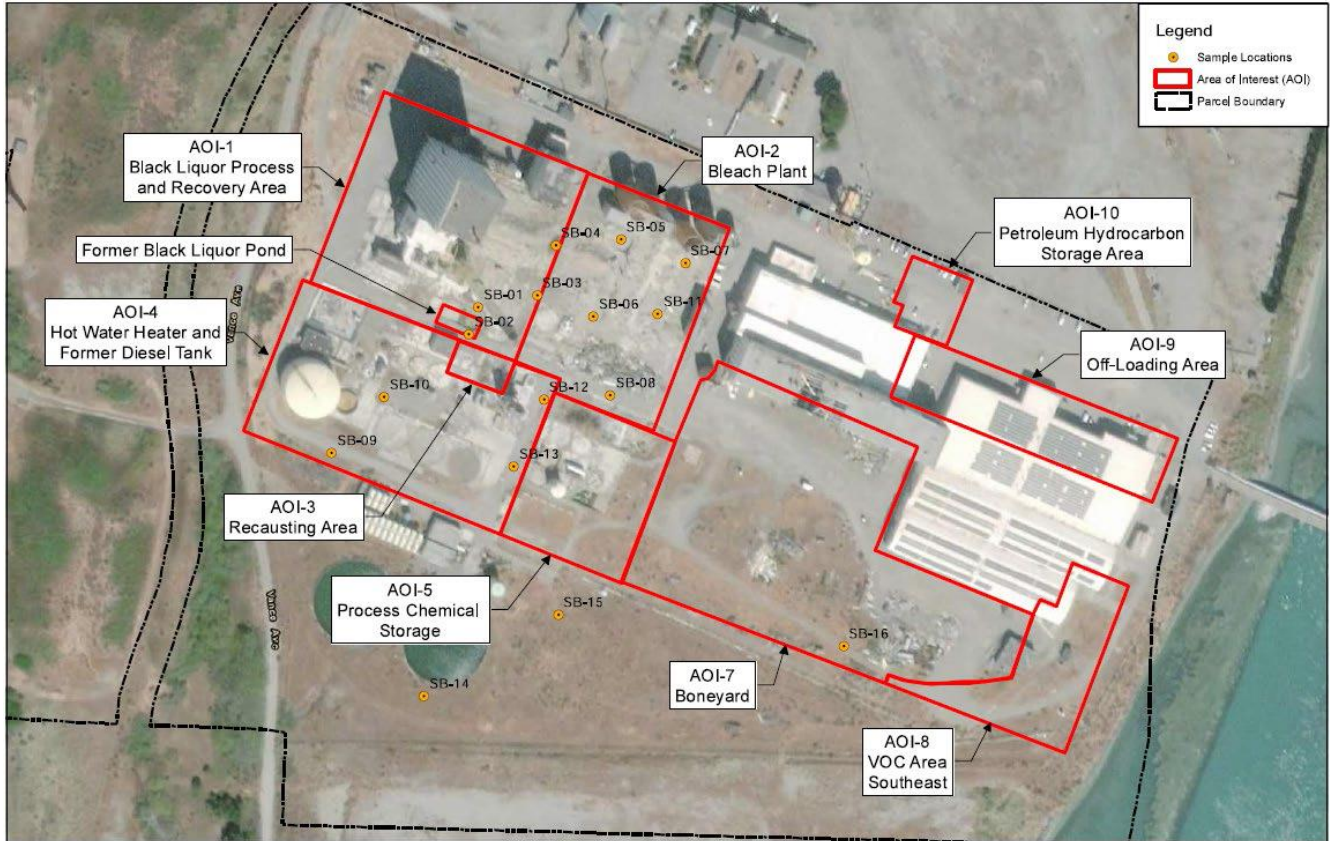 Legend
Sample Locations
Area of Interest (AOI)
Parcel Boundary
AOI-1
Black Liquor Process
and Recovery Area
AOI-2
Bleach Plant
AOI-10
Petroleum Hydrocarbon
Storage Area
Former Black Liquor Pond
AOI-4
Hot Water Heater and
Former Diesel Tank
AOI-9
Off-Loading Area
SB-04
SB-05
SB-07
SB-03
SB-01
SB-06
SB-11
SB-02
SB-10
SB-12
SB-08
SB-09
SB-13
Vance Ave
AOI-3
Recausting Area
AOI-5
Process Chemical
Storage
Vance Ave
SB-15
SB-16
SB-14
AOI-7
Boneyard
AOI-8
VOC Area
Southeast